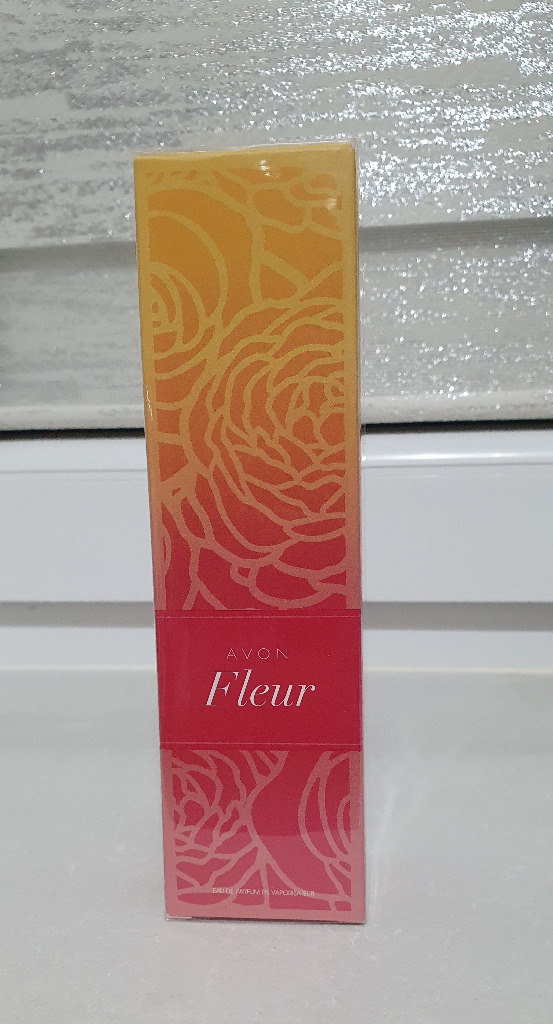 AVON
Fleur
EAU DE PARFUM EN VAPORISATEUR